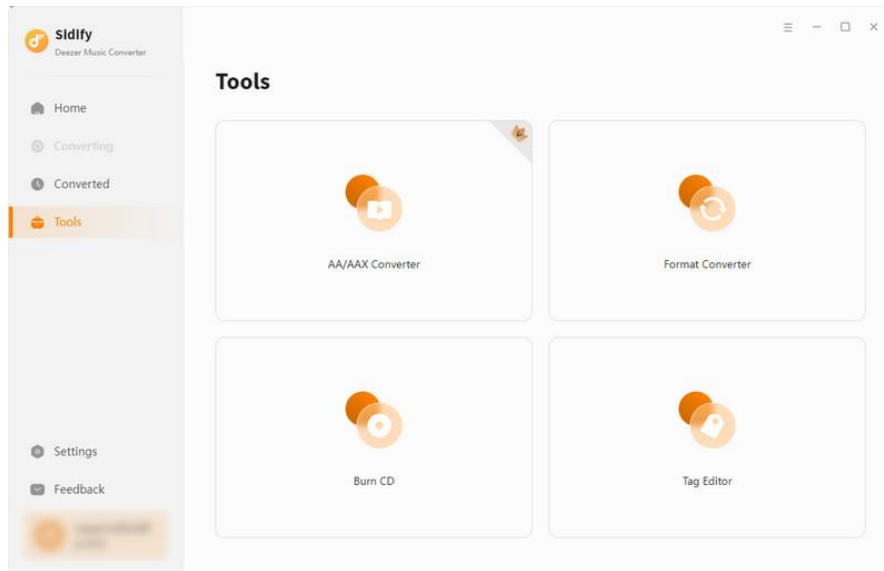 Sidify
Deezer Music Converter
Home
Converting
Converted
Tools
Settings
Feedback
Tools
AA/AAX Converter
Format Converter
Burn CD
Tag Editor